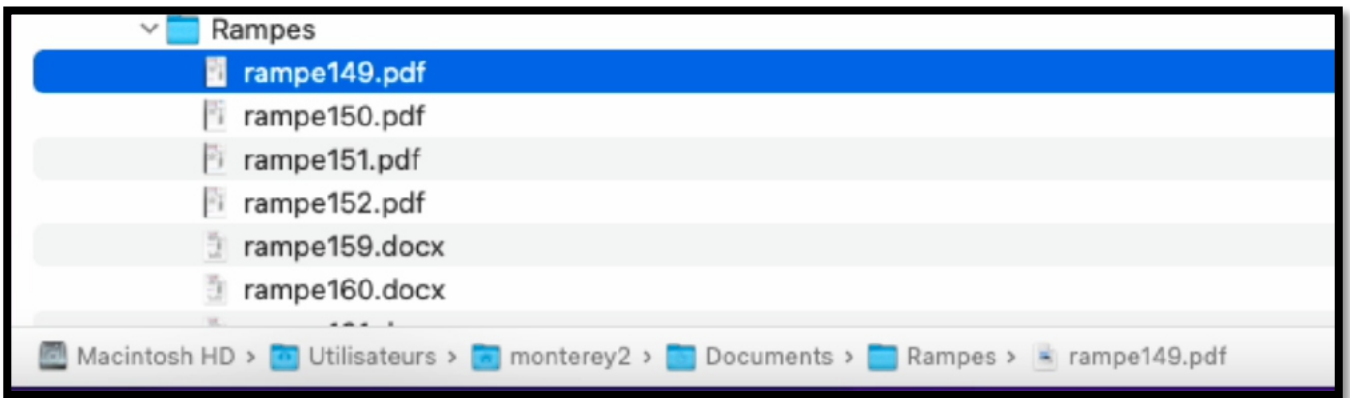 Rampes
rampe149.pdf
rampe150.pdf
rampe151.pdf
rampe152.pdf
rampe159.docx
rampe160.docx
Macintosh HD > Utilisateurs > monterey2 > Documents > Rampes > rampe149.pdf